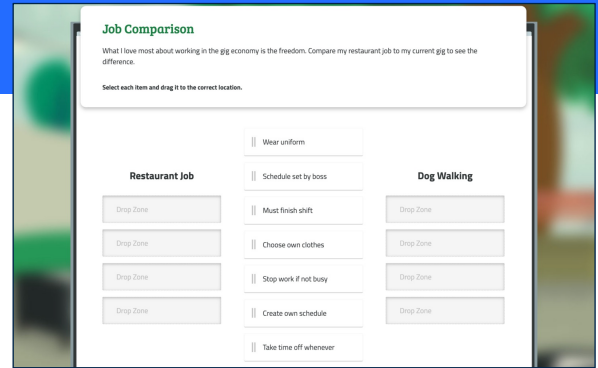 Job Comparison
What I love most about working in the gig economy is the freedom. Compare my restaurant job to my current gig to see the
difference.
Select each item and drag it to the correct location.
Restaurant Job
Drop Zone
Drop Zone
Drop Zone
Drop Zone
Wear uniform
Schedule set by boss
Must finish shift
Choose own clothes
Stop work if not busy
Create own schedule
Take time off whenever
Dog Walking
Drop Zone
Drop Zone
Drop Zone
Drop Zone